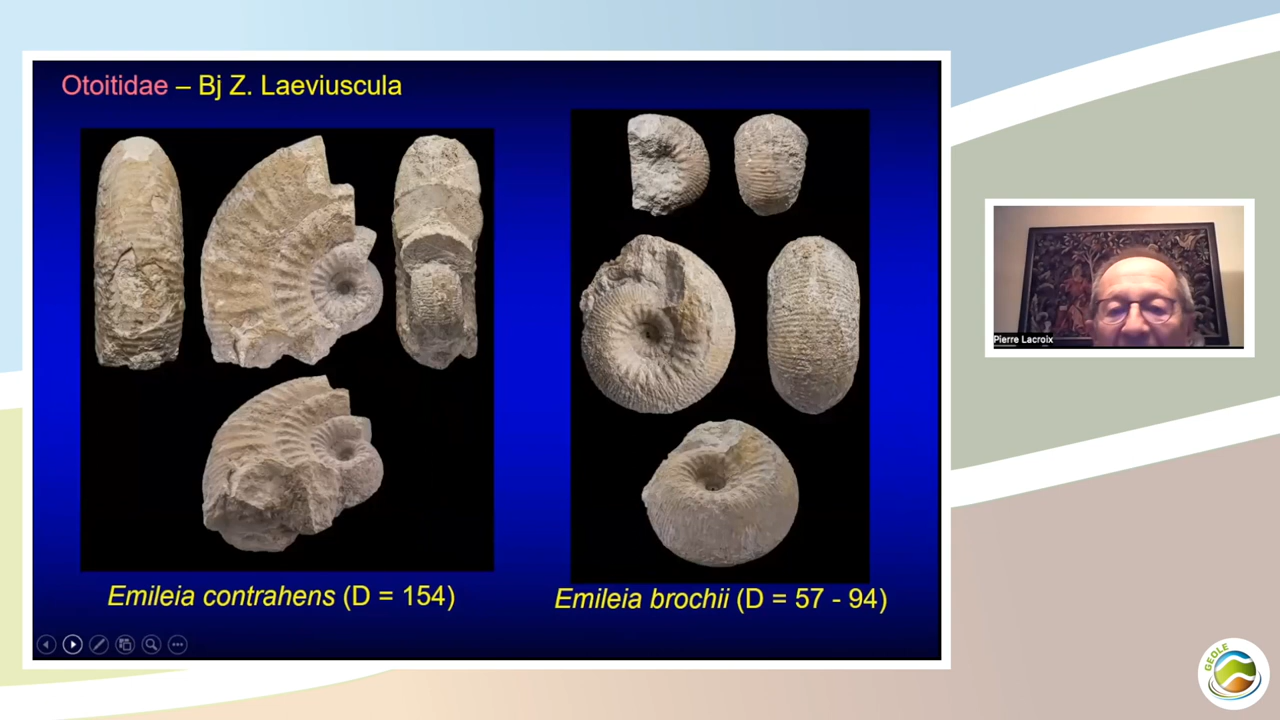 Otoitidae – Bj Z. Laeviuscula
Emileia contrahens (D = 154)
Emileia brochii (D = 57 - 94)
Pierre Lacroix
GEOLE